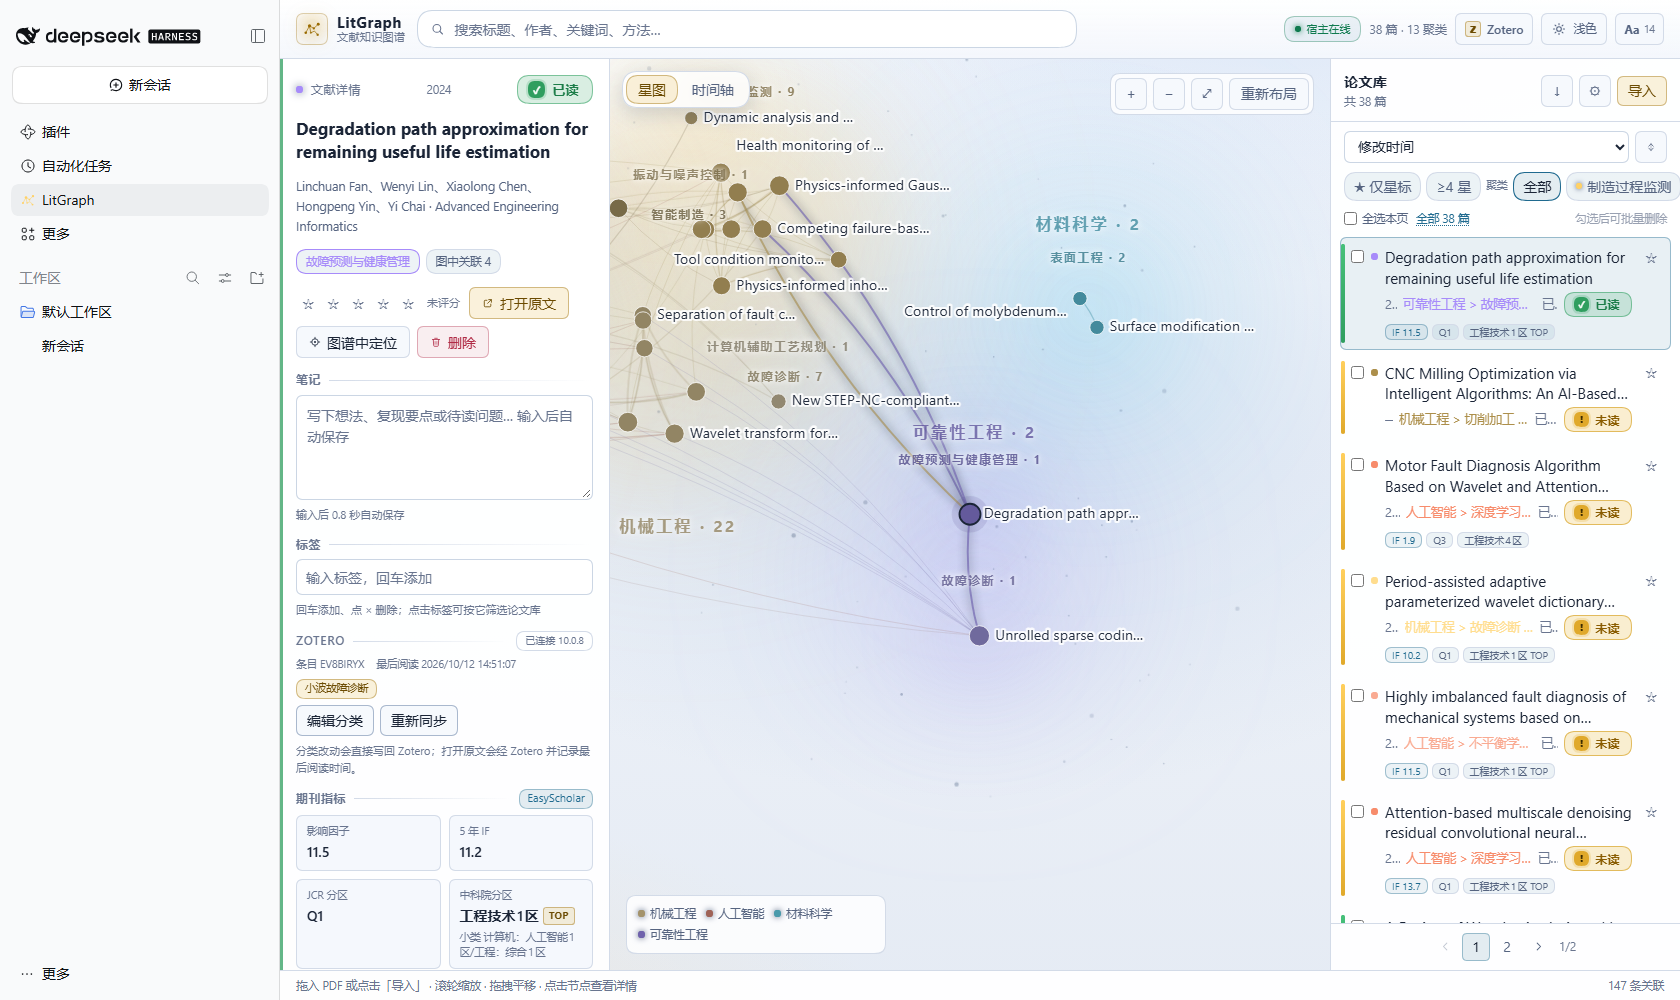 deepseek HARNESS
新会话
插件
自动化任务
LitGraph
更多
工作区
默认工作区
新会话
更多
LitGraph
文献知识图谱
搜索标题、作者、关键词、方法...
宿主在线
38 篇 · 13 聚类
Z Zotero
浅色
Aa 14
文献详情
2024
已读
Degradation path approximation for
remaining useful life estimation
Linchuan Fan、Wenyi Lin、Xiaolong Chen、
Hongpeng Yin、Yi Chai · Advanced Engineering
Informatics
故障预测与健康管理
图中关联 4
☆ ☆ ☆ ☆ ☆ 未评分
打开原文
图谱中定位
删除
笔记
写下想法、复现要点或待读问题... 输入后自
动保存
输入后 0.8 秒自动保存
标签
输入标签，回车添加
回车添加、点 × 删除；点击标签可按它筛选论文库
ZOTERO
已连接 10.0.8
条目 EV8BIRYX 最后阅读 2026/10/12 14:51:07
小波故障诊断
编辑分类
重新同步
分类改动会直接写回 Zotero；打开原文会经 Zotero 并记录最
后阅读时间。
期刊指标
EasyScholar
影响因子
11.5
5 年 IF
11.2
JCR 分区
Q1
中科院分区
工程技术1区 TOP
小类 计算机：人工智能1
区/工程：综合1区
星图
时间轴
监测 · 9
+
−
重新布局
Dynamic analysis and ...
Health monitoring of ...
振动与噪声控制 · 1
Physics-informed Gaus...
智能制造 · 3
Competing failure-bas...
Tool condition monito...
Physics-informed inho...
Separation of fault c...
计算机辅助工艺规划 · 1
故障诊断 · 7
New STEP-NC-compliant...
Wavelet transform for...
材料科学 · 2
表面工程 · 2
Control of molybdenum...
Surface modification ...
可靠性工程 · 2
故障预测与健康管理 · 1
Degradation path appr...
机械工程 · 22
故障诊断 · 1
Unrolled sparse codin...
机械工程
人工智能
材料科学
可靠性工程
论文库
共 38 篇
↓
导入
修改时间
★ 仅星标
≥4 星
聚类
全部
制造过程监测
全选本页
全部 38 篇
勾选后可批量删除
Degradation path approximation for
remaining useful life estimation
2... 可靠性工程 > 故障预... 已. 已读
IF 11.5 Q1 工程技术1区 TOP
CNC Milling Optimization via
Intelligent Algorithms: An AI-Based...
— 机械工程 > 切削加工 ... 已... 未读
Motor Fault Diagnosis Algorithm
Based on Wavelet and Attention...
2... 人工智能 > 深度学习... 已.. 未读
IF 1.9 Q3 工程技术4区
Period-assisted adaptive
parameterized wavelet dictionary...
2.. 机械工程 > 故障诊断 ... 已.. 未读
IF 10.2 Q1 工程技术1区 TOP
Highly imbalanced fault diagnosis of
mechanical systems based on...
2.. 人工智能 > 不平衡学... 已. 未读
IF 11.5 Q1 工程技术1区 TOP
Attention-based multiscale denoising
residual convolutional neural...
2... 人工智能 > 深度学习... 已.. 未读
IF 13.7 Q1 工程技术1区 TOP
‹ 1 2 › 1/2
拖入 PDF 或点击「导入」 · 滚轮缩放 · 拖拽平移 · 点击节点查看详情
147 条关联